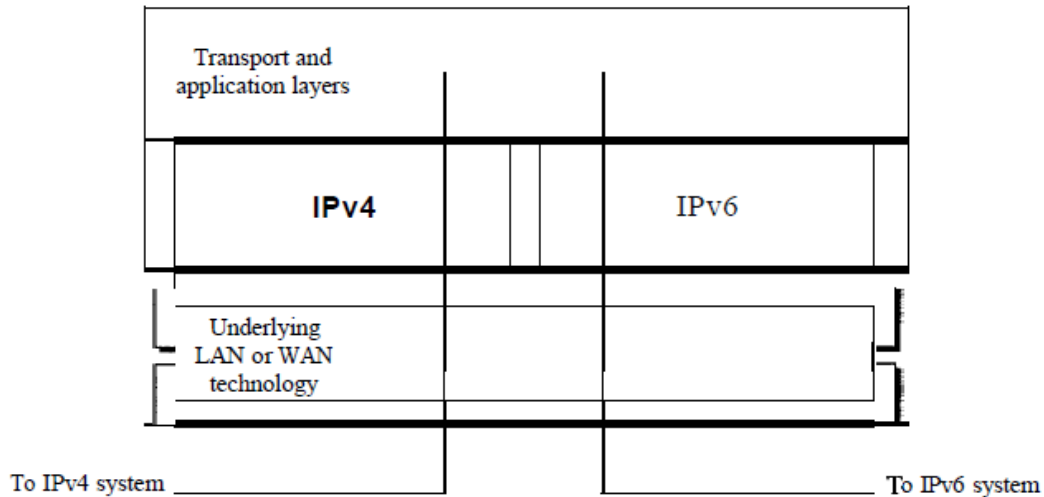 Transport and
application layers
IPv4
IPv6
Underlying
LAN or WAN
technology
To IPv4 system
To IPv6 system